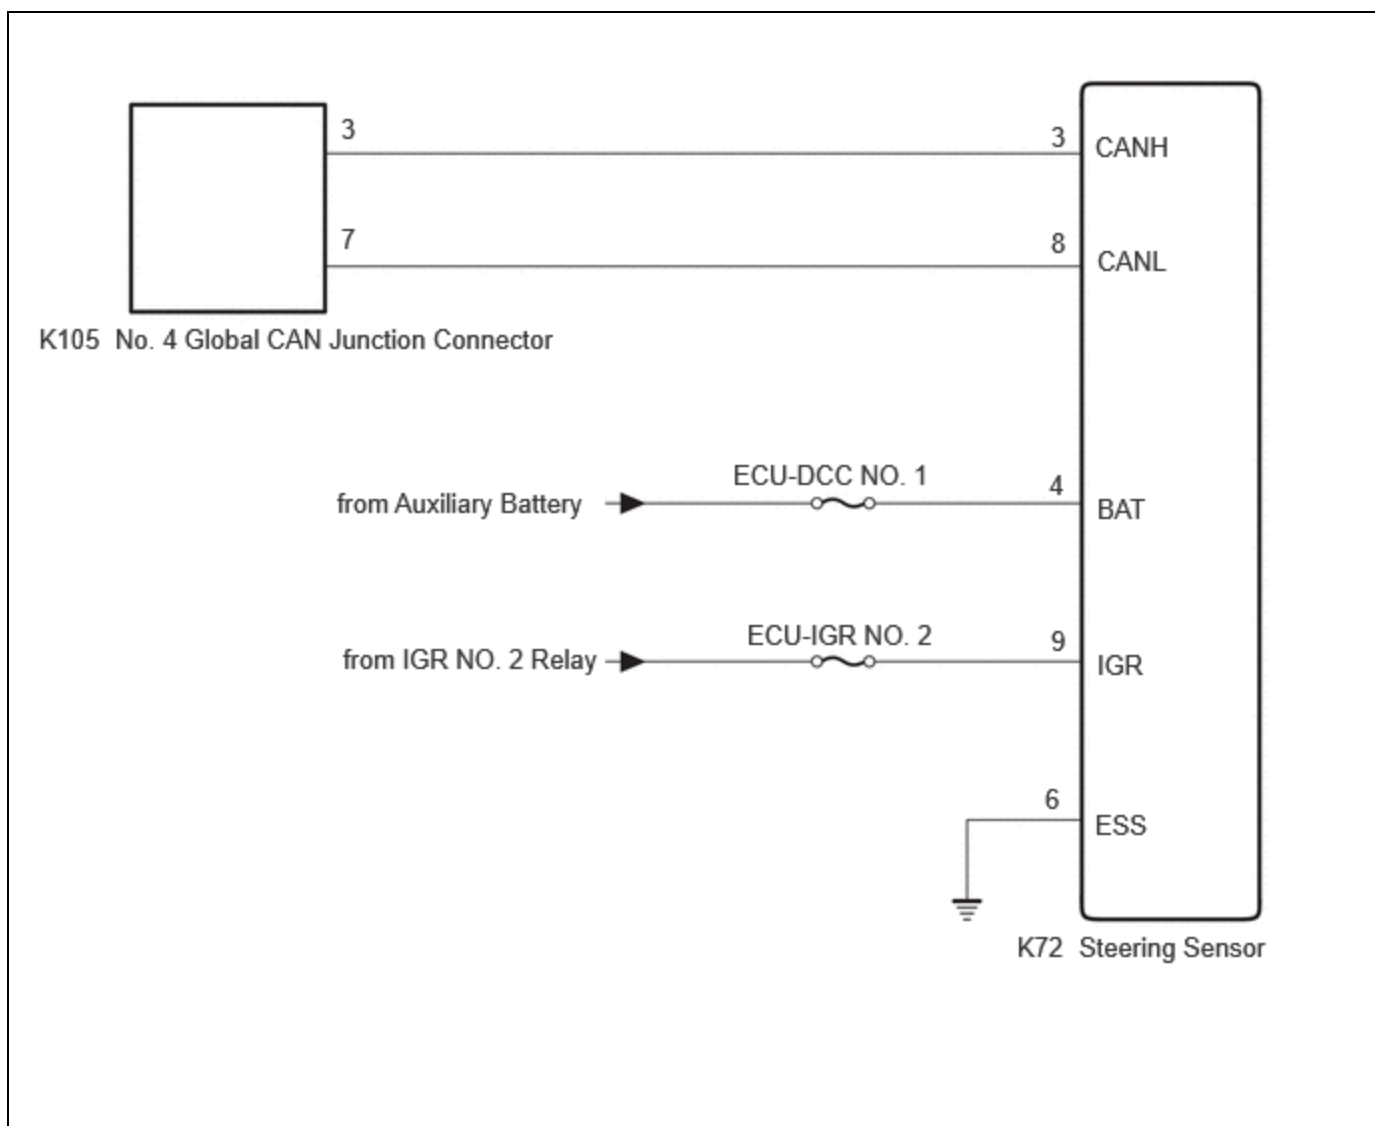 3
3
CANH
7
8
CANL
K105 No. 4 Global CAN Junction Connector
ECU-DCC NO. 1
4
from Auxiliary Battery
BAT
ECU-IGR NO. 2
9
from IGR NO. 2 Relay
IGR
6
ESS
K72 Steering Sensor